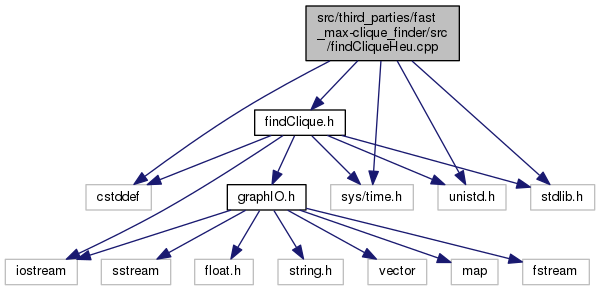 src/third_parties/fast
_max-clique_finder/src
/findCliqueHeu.cpp
findClique.h
cstddef
graphIO.h
sys/time.h
unistd.h
stdlib.h
iostream
sstream
float.h
string.h
vector
map
fstream